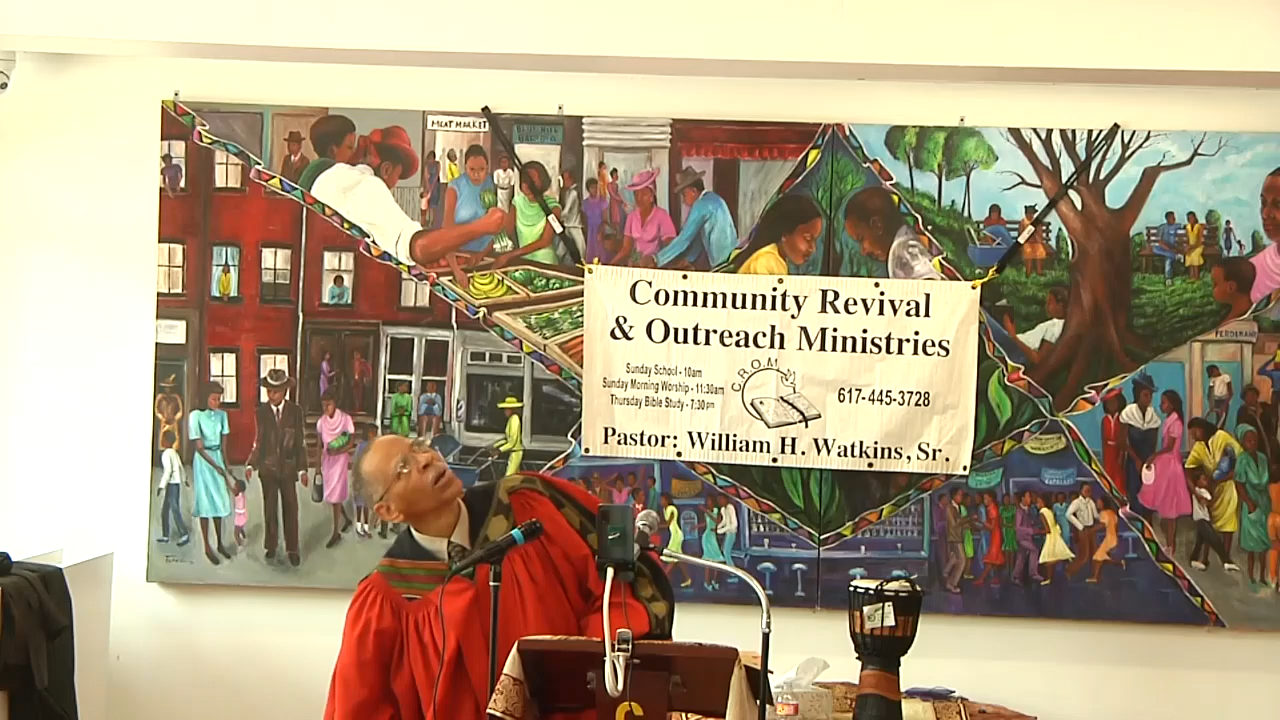 MEAT MARKET
Community Revival
& Outreach Ministries
Sunday School - 10am
Sunday Morning Worship - 11:30am
Thursday Bible Study - 7:30pm
C.R.O.M.
617-445-3728
Pastor: William H. Watkins, Sr.